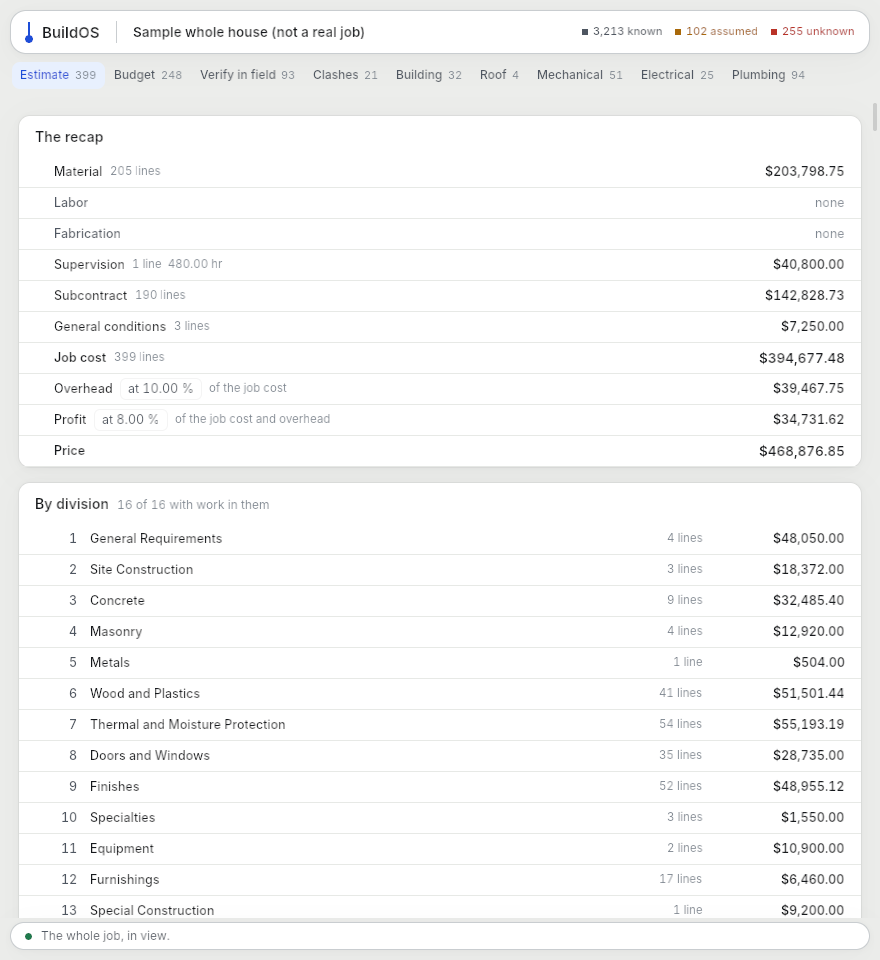 BuildOS Sample whole house (not a real job) 3,213 known 102 assumed 255 unknown
Estimate 399 Budget 248 Verify in field 93 Clashes 21 Building 32 Roof 4 Mechanical 51 Electrical 25 Plumbing 94
The recap
Material 205 lines $203,798.75
Labor none
Fabrication none
Supervision 1 line 480.00 hr $40,800.00
Subcontract 190 lines $142,828.73
General conditions 3 lines $7,250.00
Job cost 399 lines $394,677.48
Overhead at 10.00 % of the job cost $39,467.75
Profit at 8.00 % of the job cost and overhead $34,731.62
Price $468,876.85
By division 16 of 16 with work in them
1 General Requirements 4 lines $48,050.00
2 Site Construction 3 lines $18,372.00
3 Concrete 9 lines $32,485.40
4 Masonry 4 lines $12,920.00
5 Metals 1 line $504.00
6 Wood and Plastics 41 lines $51,501.44
7 Thermal and Moisture Protection 54 lines $55,193.19
8 Doors and Windows 35 lines $28,735.00
9 Finishes 52 lines $48,955.12
10 Specialties 3 lines $1,550.00
11 Equipment 2 lines $10,900.00
12 Furnishings 17 lines $6,460.00
13 Special Construction 1 line $9,200.00
The whole job, in view.